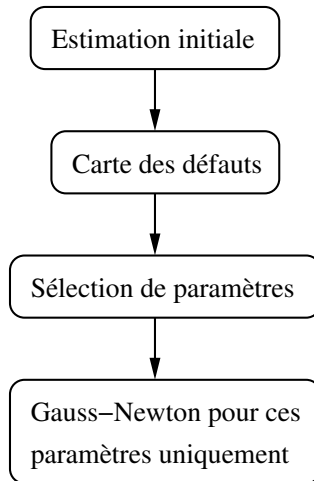 Estimation initiale
Carte des défauts
Sélection de paramètres
Gauss−Newton pour ces
paramètres uniquement